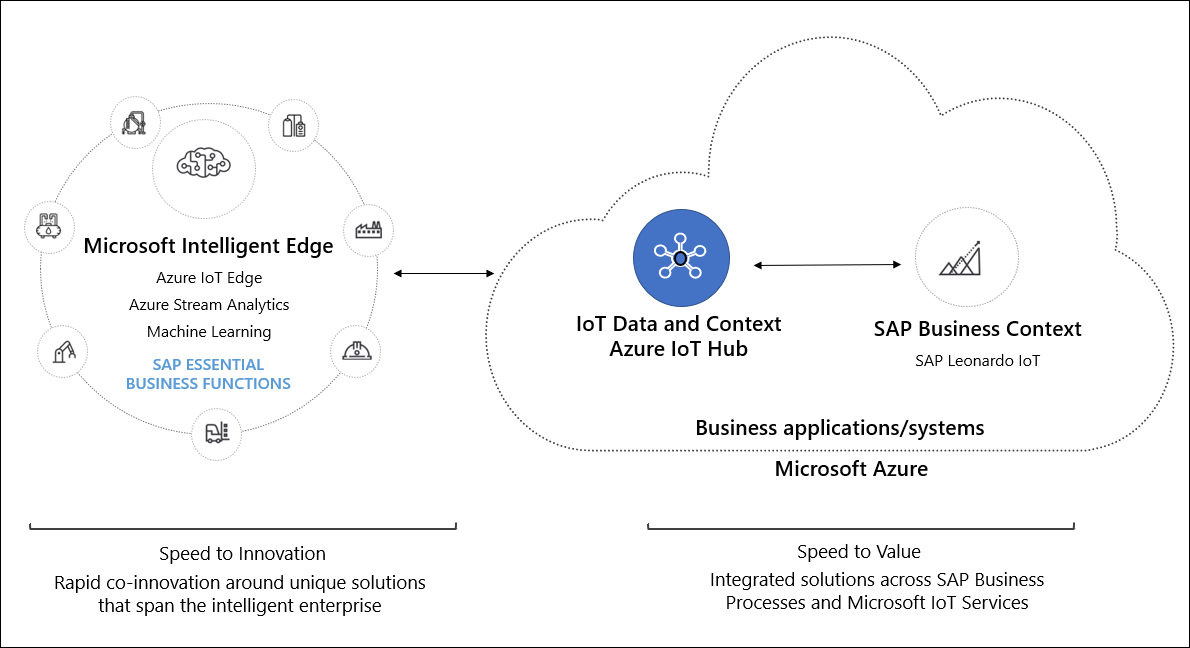 Microsoft Intelligent Edge
Azure IoT Edge
Azure Stream Analytics
Machine Learning
SAP ESSENTIAL
BUSINESS FUNCTIONS
IoT Data and Context
Azure IoT Hub
SAP Business Context
SAP Leonardo IoT
Business applications/systems
Microsoft Azure
Speed to Innovation
Rapid co-innovation around unique solutions
that span the intelligent enterprise
Speed to Value
Integrated solutions across SAP Business
Processes and Microsoft IoT Services